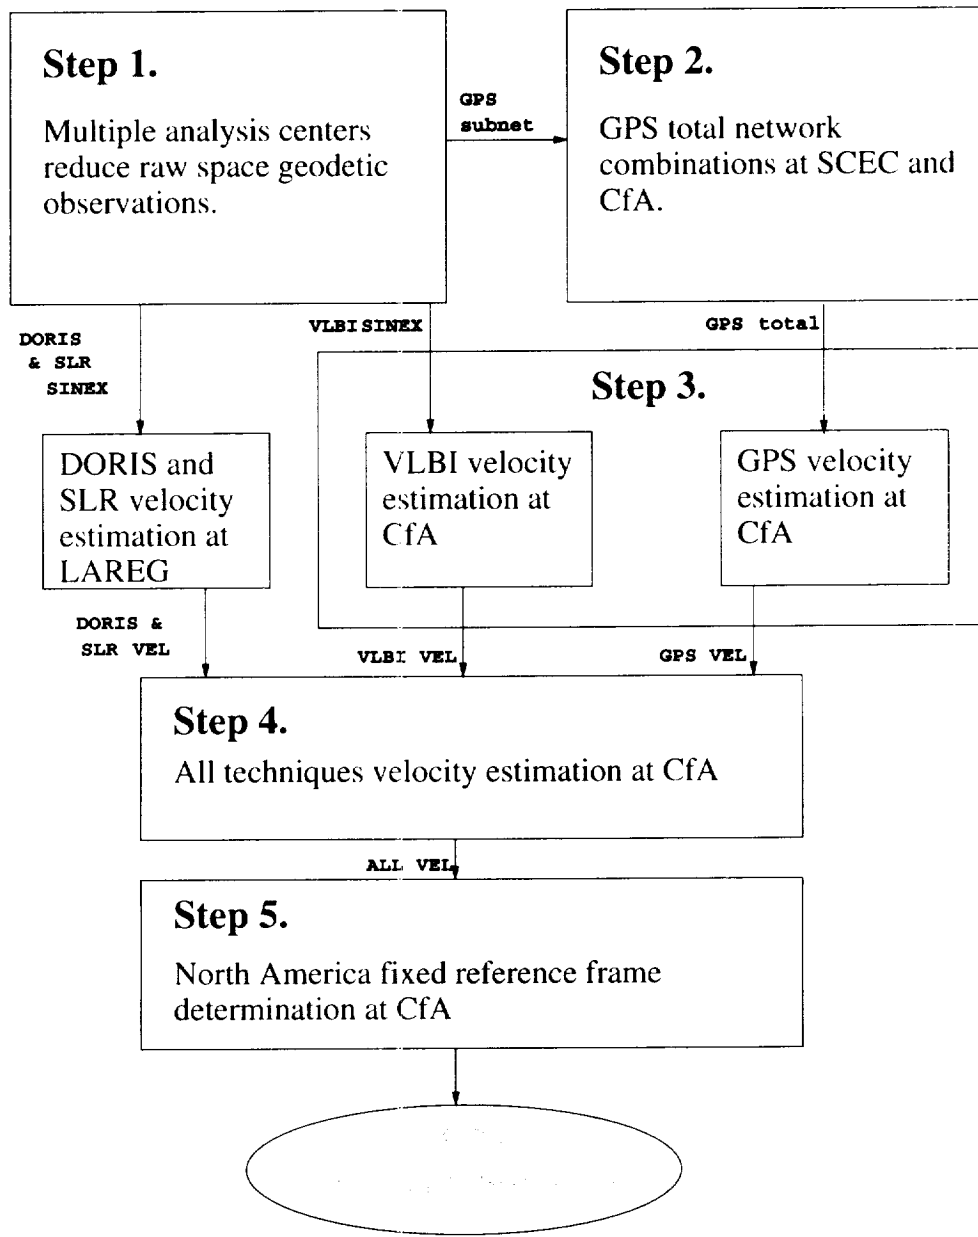 Step 1.
Multiple analysis centers
reduce raw space geodetic
observations.
GPS
subnet
Step 2.
GPS total network
combinations at SCEC and
CfA.
DORIS
& SLR
SINEX
VLBI SINEX
GPS total
Step 3.
DORIS and
SLR velocity
estimation at
LAREG
VLBI velocity
estimation at
CfA
GPS velocity
estimation at
CfA
DORIS &
SLR VEL
VLBI VEL
GPS VEL
Step 4.
All techniques velocity estimation at CfA
ALL VEL
Step 5.
North America fixed reference frame
determination at CfA